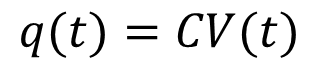 q(t) = CV(t)